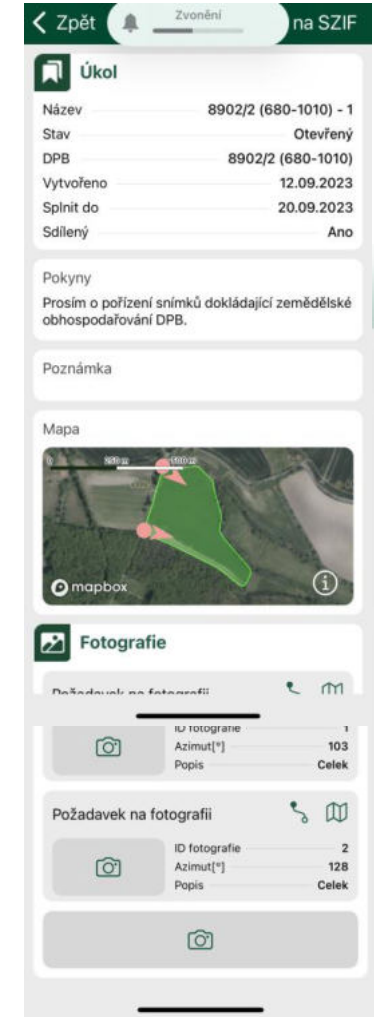 Zpět
Zvonění
na SZIF
Úkol
Název 8902/2 (680-1010) - 1
Stav Otevřený
DPB 8902/2 (680-1010)
Vytvořeno 12.09.2023
Splnit do 20.09.2023
Sdílený Ano
Pokyny
Prosím o pořízení snímků dokládající zemědělské
obhospodařování DPB.
Poznámka
Mapa
0 250 m 500 m
mapbox
Fotografie
Požadavek na fotografii
ID fotografie 1
Azimut[°] 103
Popis Celek
Požadavek na fotografii
ID fotografie 2
Azimut[°] 128
Popis Celek